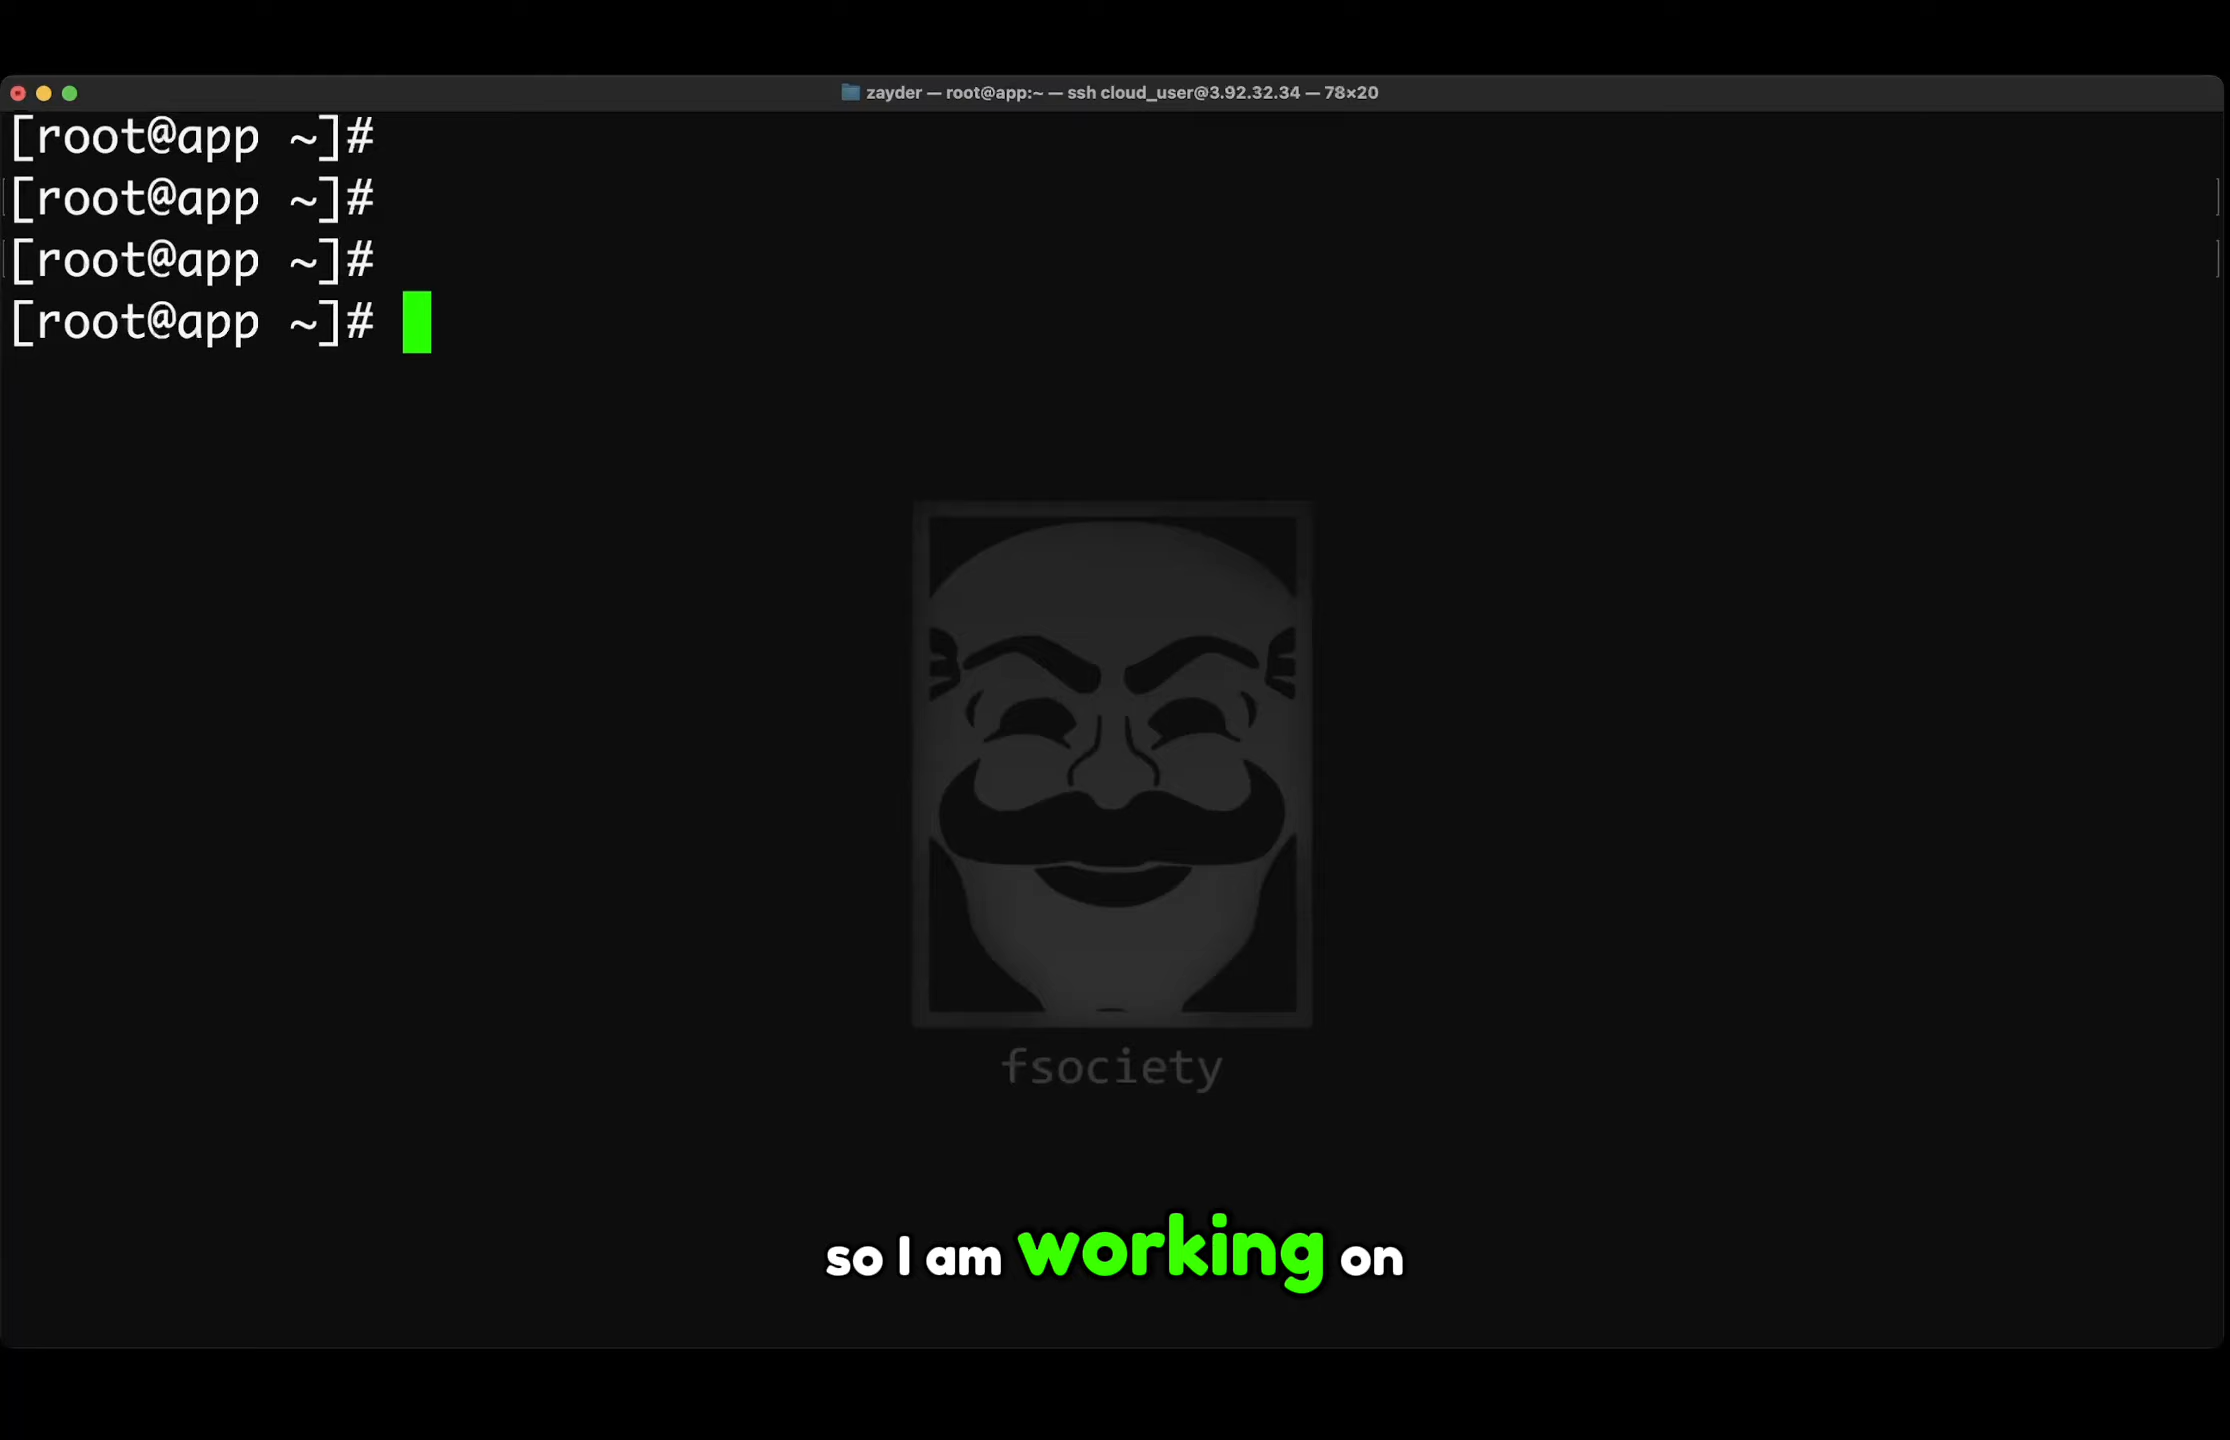 zayder — root@app:~ — ssh cloud_user@3.92.32.34 — 78×20
[root@app ~]#
[root@app ~]#
[root@app ~]#
[root@app ~]#
fsociety
so I am working on